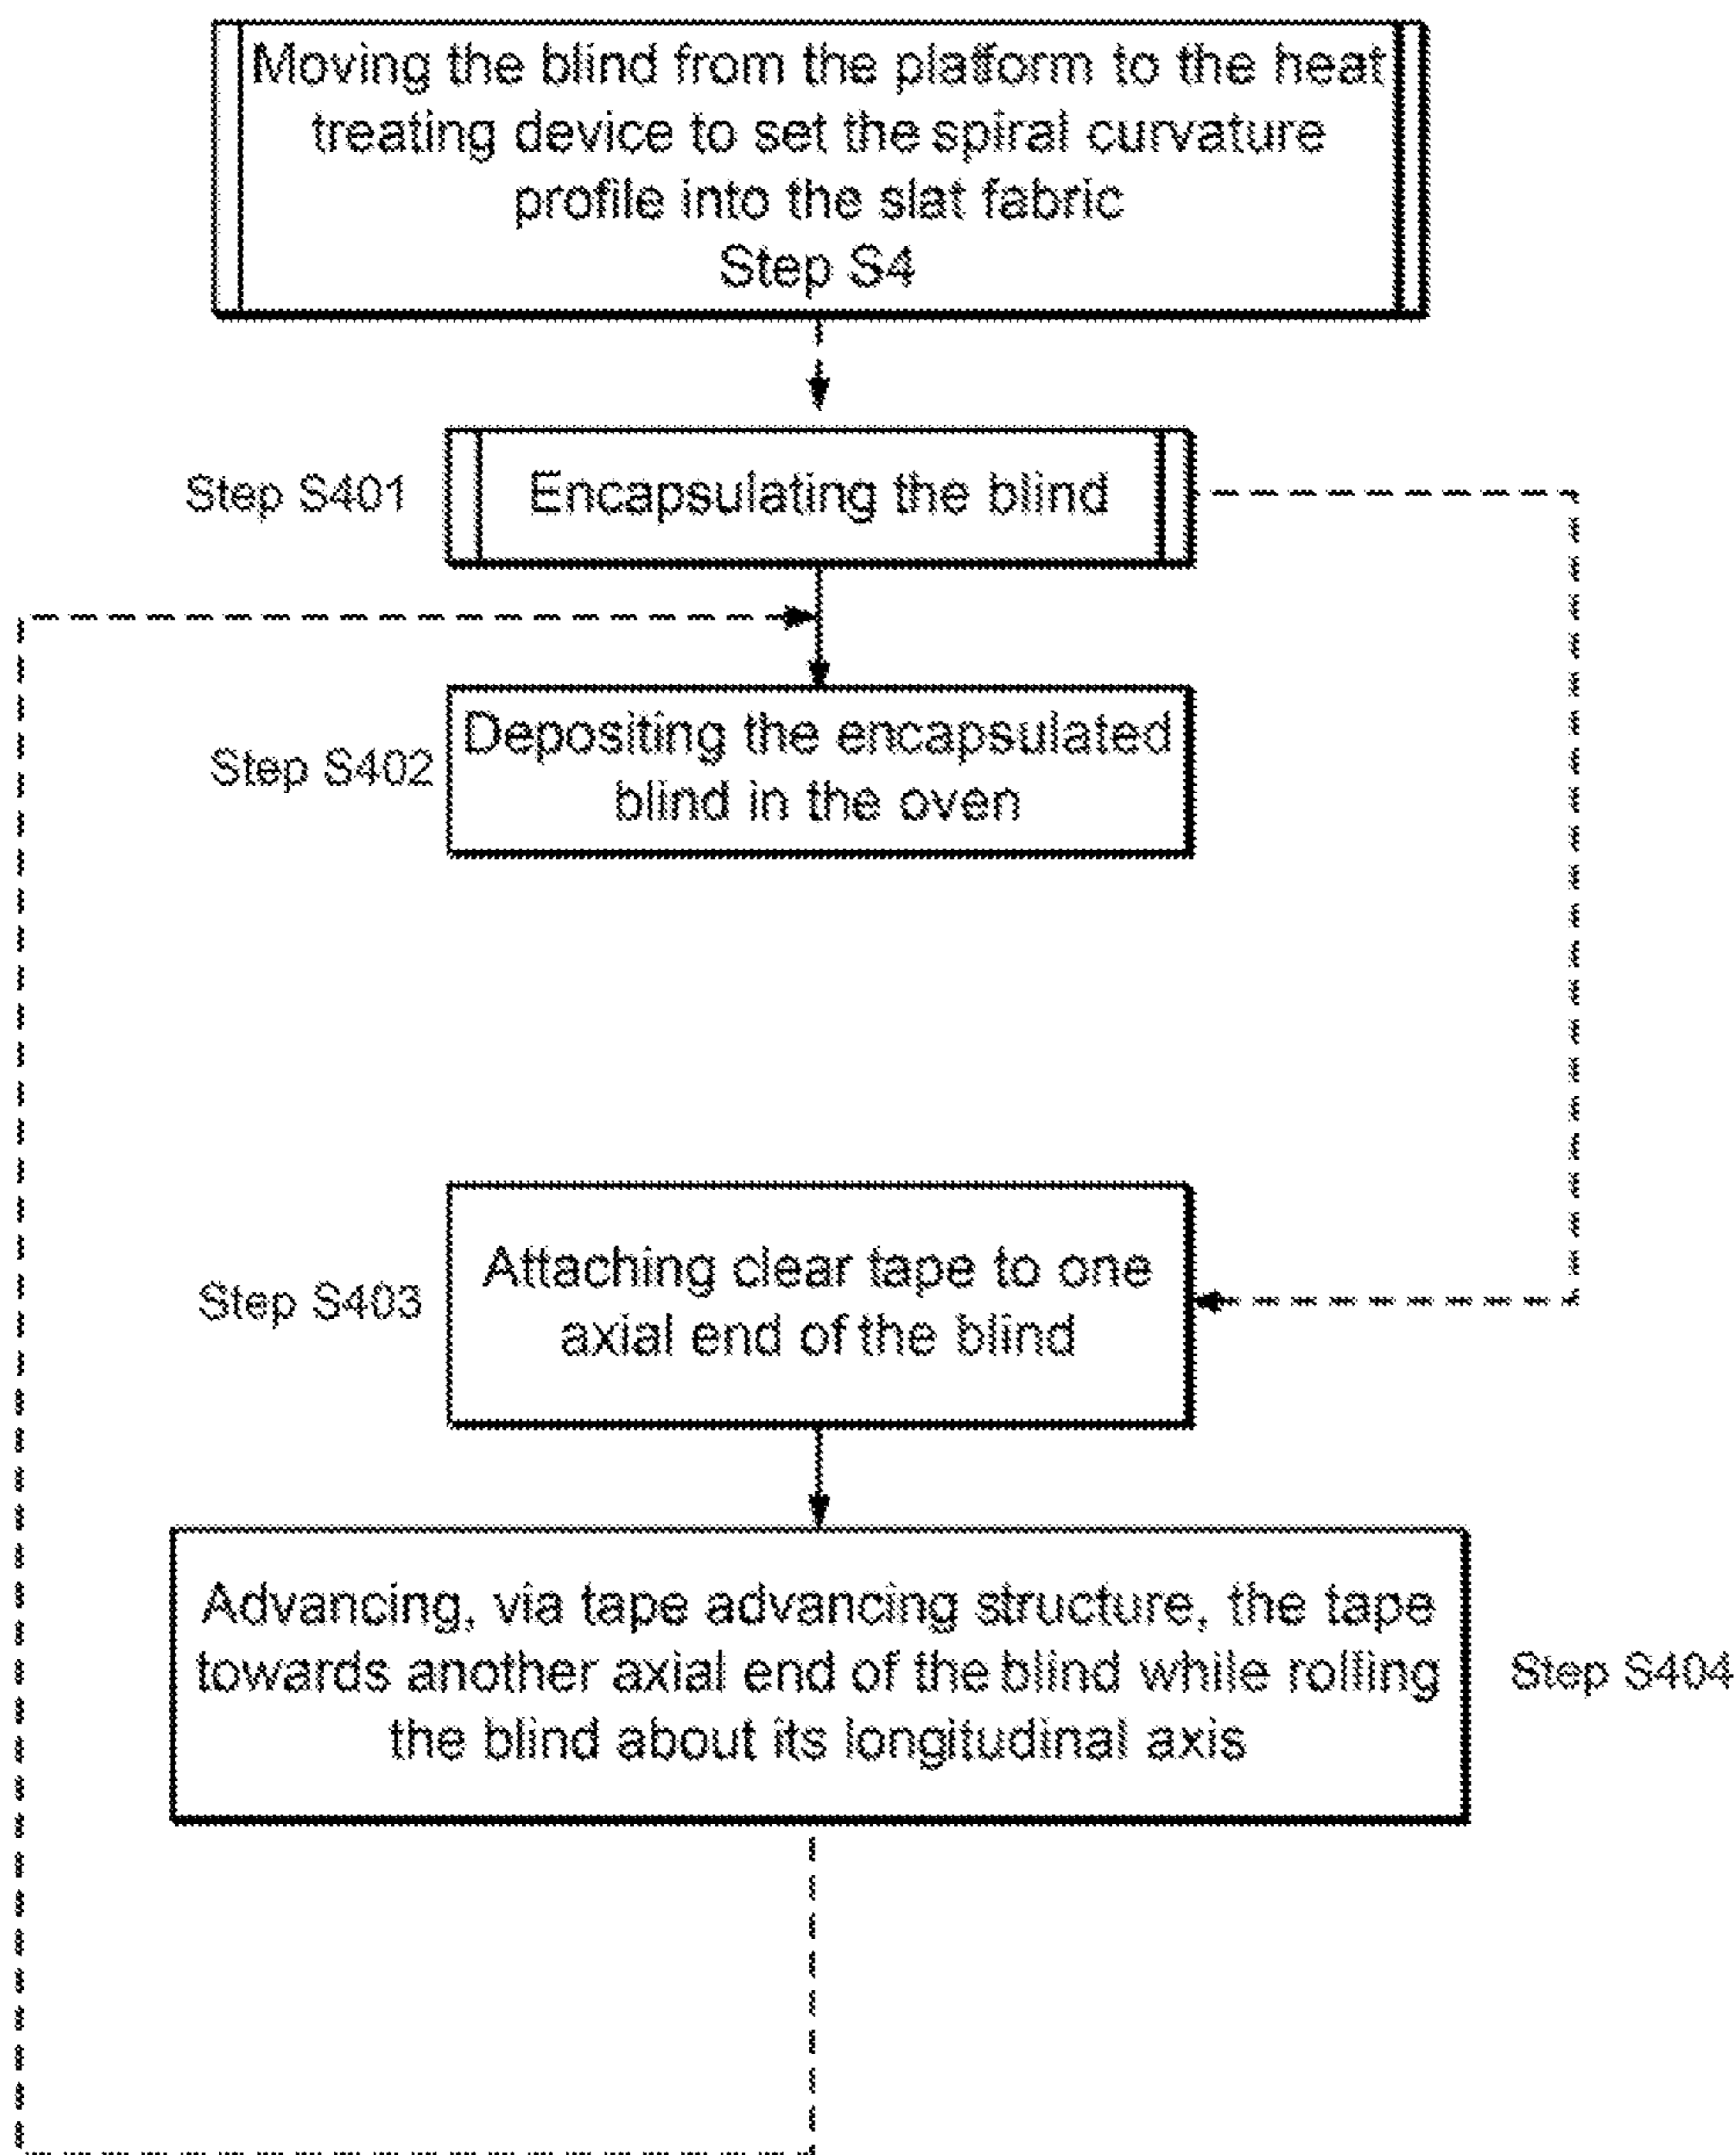 Moving the blind from the platform to the heat
treating device to set the spiral curvature
profile into the slat fabric
Step S4
Step S401
Encapsulating the blind
Step S402
Depositing the encapsulated
blind in the oven
Step S403
Attaching clear tape to one
axial end of the blind
Advancing, via tape advancing structure, the tape
towards another axial end of the blind while rolling
the blind about its longitudinal axis
Step S404